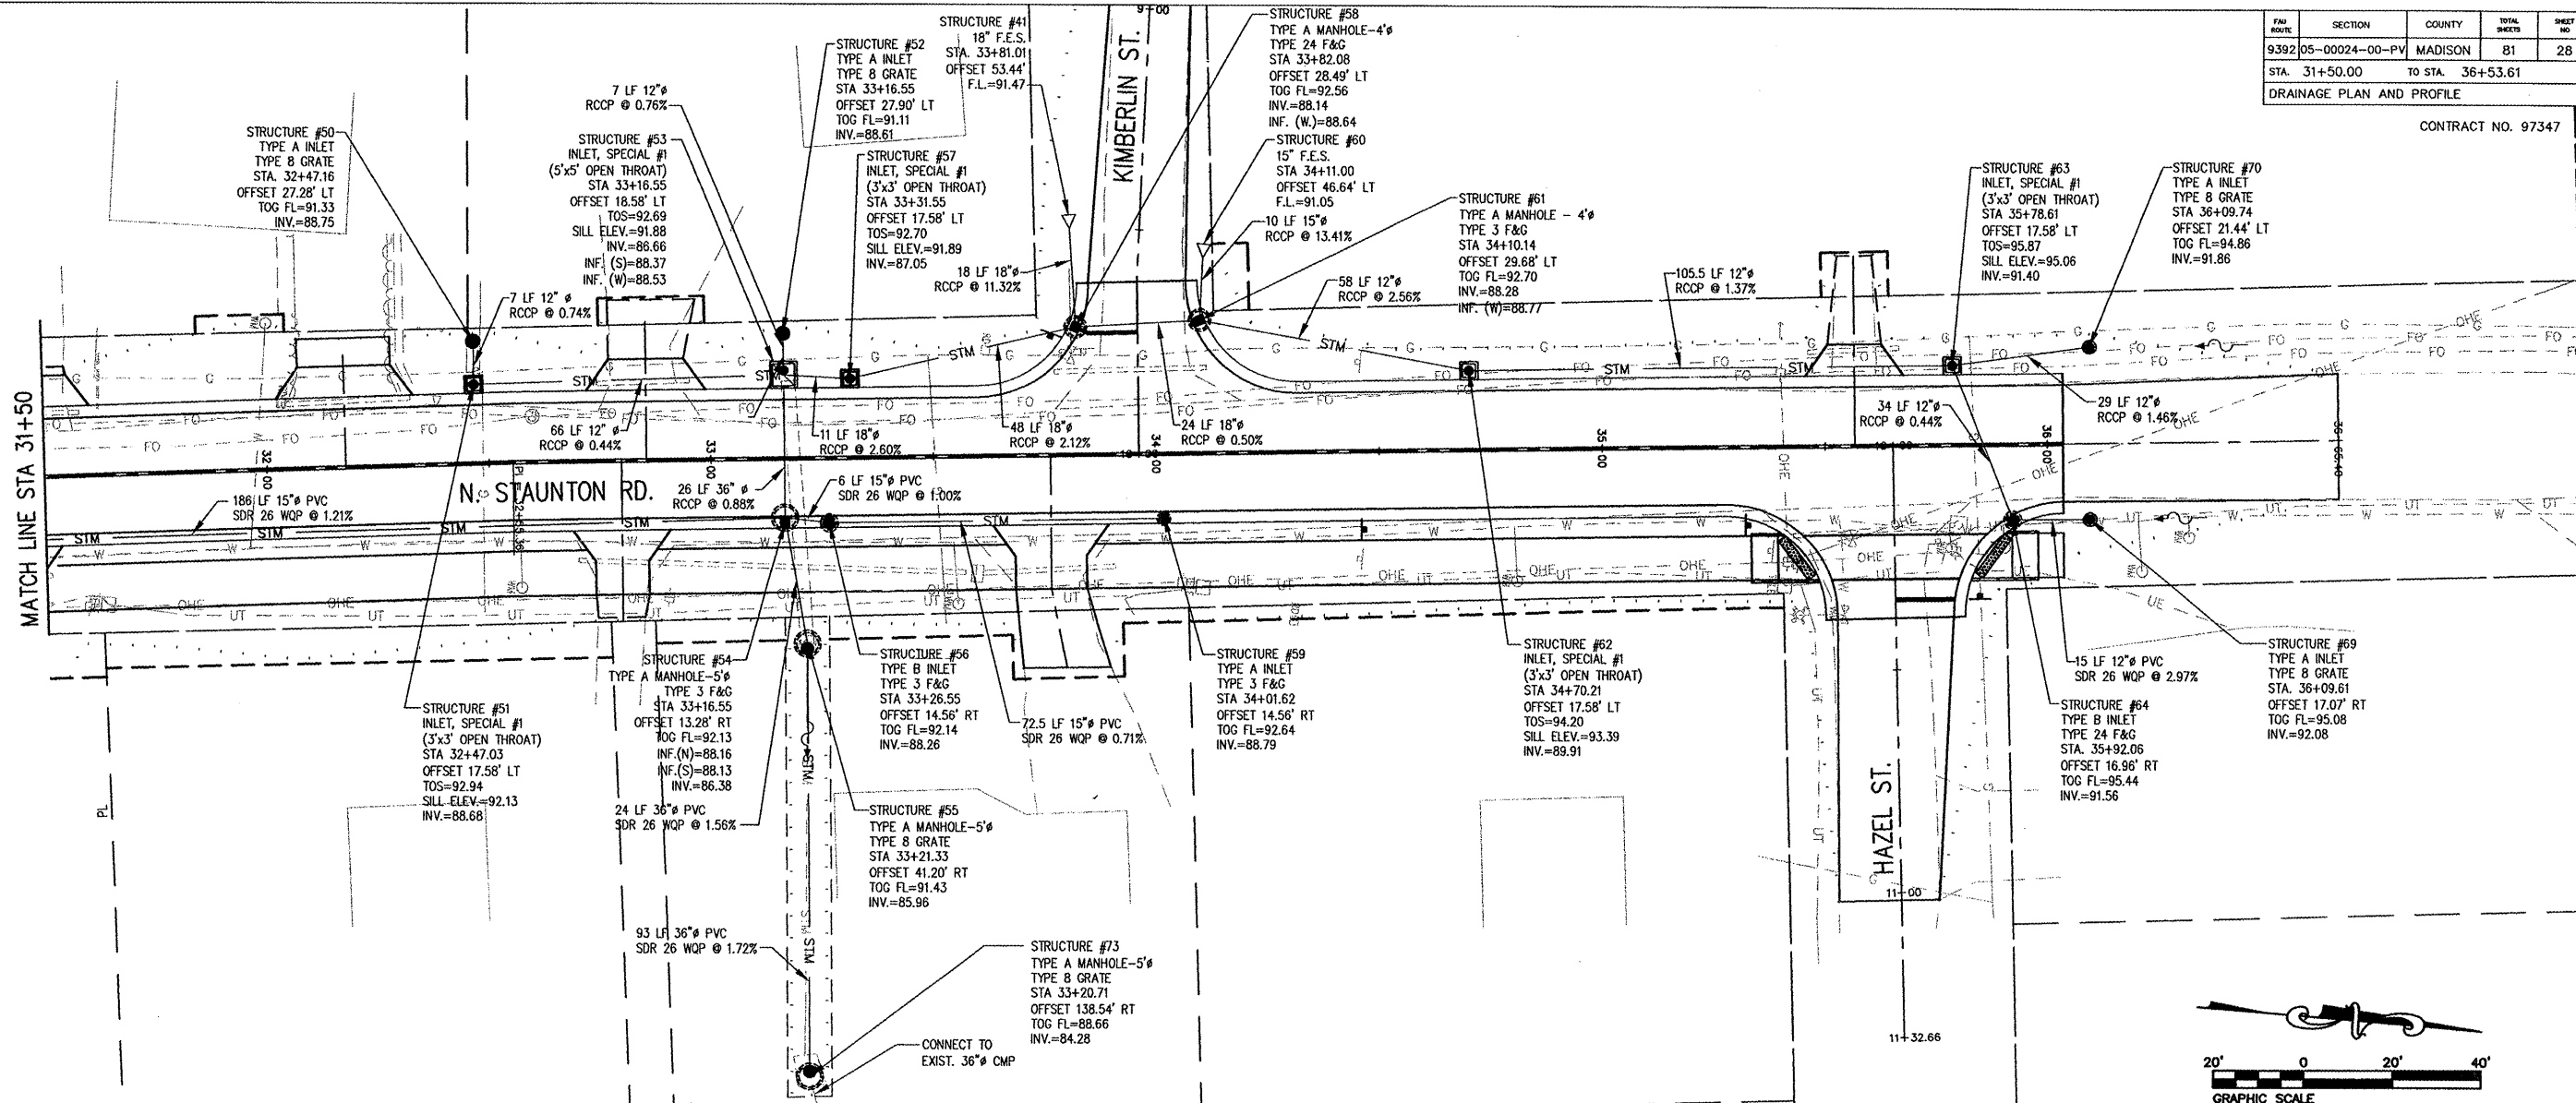 FAU ROUTE
SECTION
COUNTY
TOTAL SHEETS
SHEET NO
9392
05-00024-00-PV
MADISON
81
28
STA. 31+50.00 TO STA. 36+53.61
DRAINAGE PLAN AND PROFILE
CONTRACT NO. 97347
STRUCTURE #50
TYPE A INLET
TYPE 8 GRATE
STA. 32+47.16
OFFSET 27.28' LT
TOG FL=91.33
INV.=88.75
7 LF 12"ø
RCCP @ 0.76%
STRUCTURE #53
INLET, SPECIAL #1
(5'x5' OPEN THROAT)
STA 33+16.55
OFFSET 18.58' LT
TOS=92.69
SILL ELEV.=91.88
INV.=86.66
INF. (S)=88.37
INF. (W)=88.53
STRUCTURE #52
TYPE A INLET
TYPE 8 GRATE
STA 33+16.55
OFFSET 27.90' LT
TOG FL=91.11
INV.=88.61
STRUCTURE #57
INLET, SPECIAL #1
(3'x3' OPEN THROAT)
STA 33+31.55
OFFSET 17.58' LT
TOS=92.70
SILL ELEV.=91.89
INV.=87.05
STRUCTURE #41
18" F.E.S.
STA. 33+81.01
OFFSET 53.44'
F.L.=91.47
18 LF 18"ø
RCCP @ 11.32%
9+00
KIMBERLIN ST.
STRUCTURE #58
TYPE A MANHOLE-4'ø
TYPE 24 F&G
STA 33+82.08
OFFSET 28.49' LT
TOG FL=92.56
INV.=88.14
INF. (W.)=88.64
STRUCTURE #60
15" F.E.S.
STA 34+11.00
OFFSET 46.64' LT
F.L.=91.05
10 LF 15"ø
RCCP @ 13.41%
STRUCTURE #61
TYPE A MANHOLE - 4'ø
TYPE 3 F&G
STA 34+10.14
OFFSET 29.68' LT
TOG FL=92.70
INV.=88.28
INF. (W)=88.77
58 LF 12"ø
RCCP @ 2.56%
105.5 LF 12"ø
RCCP @ 1.37%
STRUCTURE #63
INLET, SPECIAL #1
(3'x3' OPEN THROAT)
STA 35+78.61
OFFSET 17.58' LT
TOS=95.87
SILL ELEV.=95.06
INV.=91.40
STRUCTURE #70
TYPE A INLET
TYPE 8 GRATE
STA 36+09.74
OFFSET 21.44' LT
TOG FL=94.86
INV.=91.86
7 LF 12" ø
RCCP @ 0.74%
66 LF 12" ø
RCCP @ 0.44%
11 LF 18"ø
RCCP @ 2.60%
48 LF 18"ø
RCCP @ 2.12%
24 LF 18"ø
RCCP @ 0.50%
34 LF 12"ø
RCCP @ 0.44%
29 LF 12"ø
RCCP @ 1.46%
MATCH LINE STA 31+50
32+00
33+00
34+00
35+00
36+00
N. STAUNTON RD.
186 LF 15"ø PVC
SDR 26 WQP @ 1.21%
26 LF 36" ø
RCCP @ 0.88%
6 LF 15"ø PVC
SDR 26 WQP @ 1.00%
STM STM STM STM STM
STRUCTURE #51
INLET, SPECIAL #1
(3'x3' OPEN THROAT)
STA 32+47.03
OFFSET 17.58' LT
TOS=92.94
SILL ELEV.=92.13
INV.=88.68
STRUCTURE #54
TYPE A MANHOLE-5'ø
TYPE 3 F&G
STA 33+16.55
OFFSET 13.28' RT
TOG FL=92.13
INF.(N)=88.16
INF.(S)=88.13
INV.=86.38
24 LF 36"ø PVC
SDR 26 WQP @ 1.56%
STRUCTURE #56
TYPE B INLET
TYPE 3 F&G
STA 33+26.55
OFFSET 14.56' RT
TOG FL=92.14
INV.=88.26
72.5 LF 15"ø PVC
SDR 26 WQP @ 0.71%
STRUCTURE #59
TYPE A INLET
TYPE 3 F&G
STA 34+01.62
OFFSET 14.56' RT
TOG FL=92.64
INV.=88.79
STRUCTURE #62
INLET, SPECIAL #1
(3'x3' OPEN THROAT)
STA 34+70.21
OFFSET 17.58' LT
TOS=94.20
SILL ELEV.=93.39
INV.=89.91
15 LF 12"ø PVC
SDR 26 WQP @ 2.97%
STRUCTURE #64
TYPE B INLET
TYPE 24 F&G
STA. 35+92.06
OFFSET 16.96' RT
TOG FL=95.44
INV.=91.56
STRUCTURE #69
TYPE A INLET
TYPE 8 GRATE
STA. 36+09.61
OFFSET 17.07' RT
TOG FL=95.08
INV.=92.08
PL
STRUCTURE #55
TYPE A MANHOLE-5'ø
TYPE 8 GRATE
STA 33+21.33
OFFSET 41.20' RT
TOG FL=91.43
INV.=85.96
93 LF 36"ø PVC
SDR 26 WQP @ 1.72%
STRUCTURE #73
TYPE A MANHOLE-5'ø
TYPE 8 GRATE
STA 33+20.71
OFFSET 138.54' RT
TOG FL=88.66
INV.=84.28
CONNECT TO
EXIST. 36"ø CMP
HAZEL ST.
11+00
11+32.66
20' 0 20' 40'
GRAPHIC SCALE